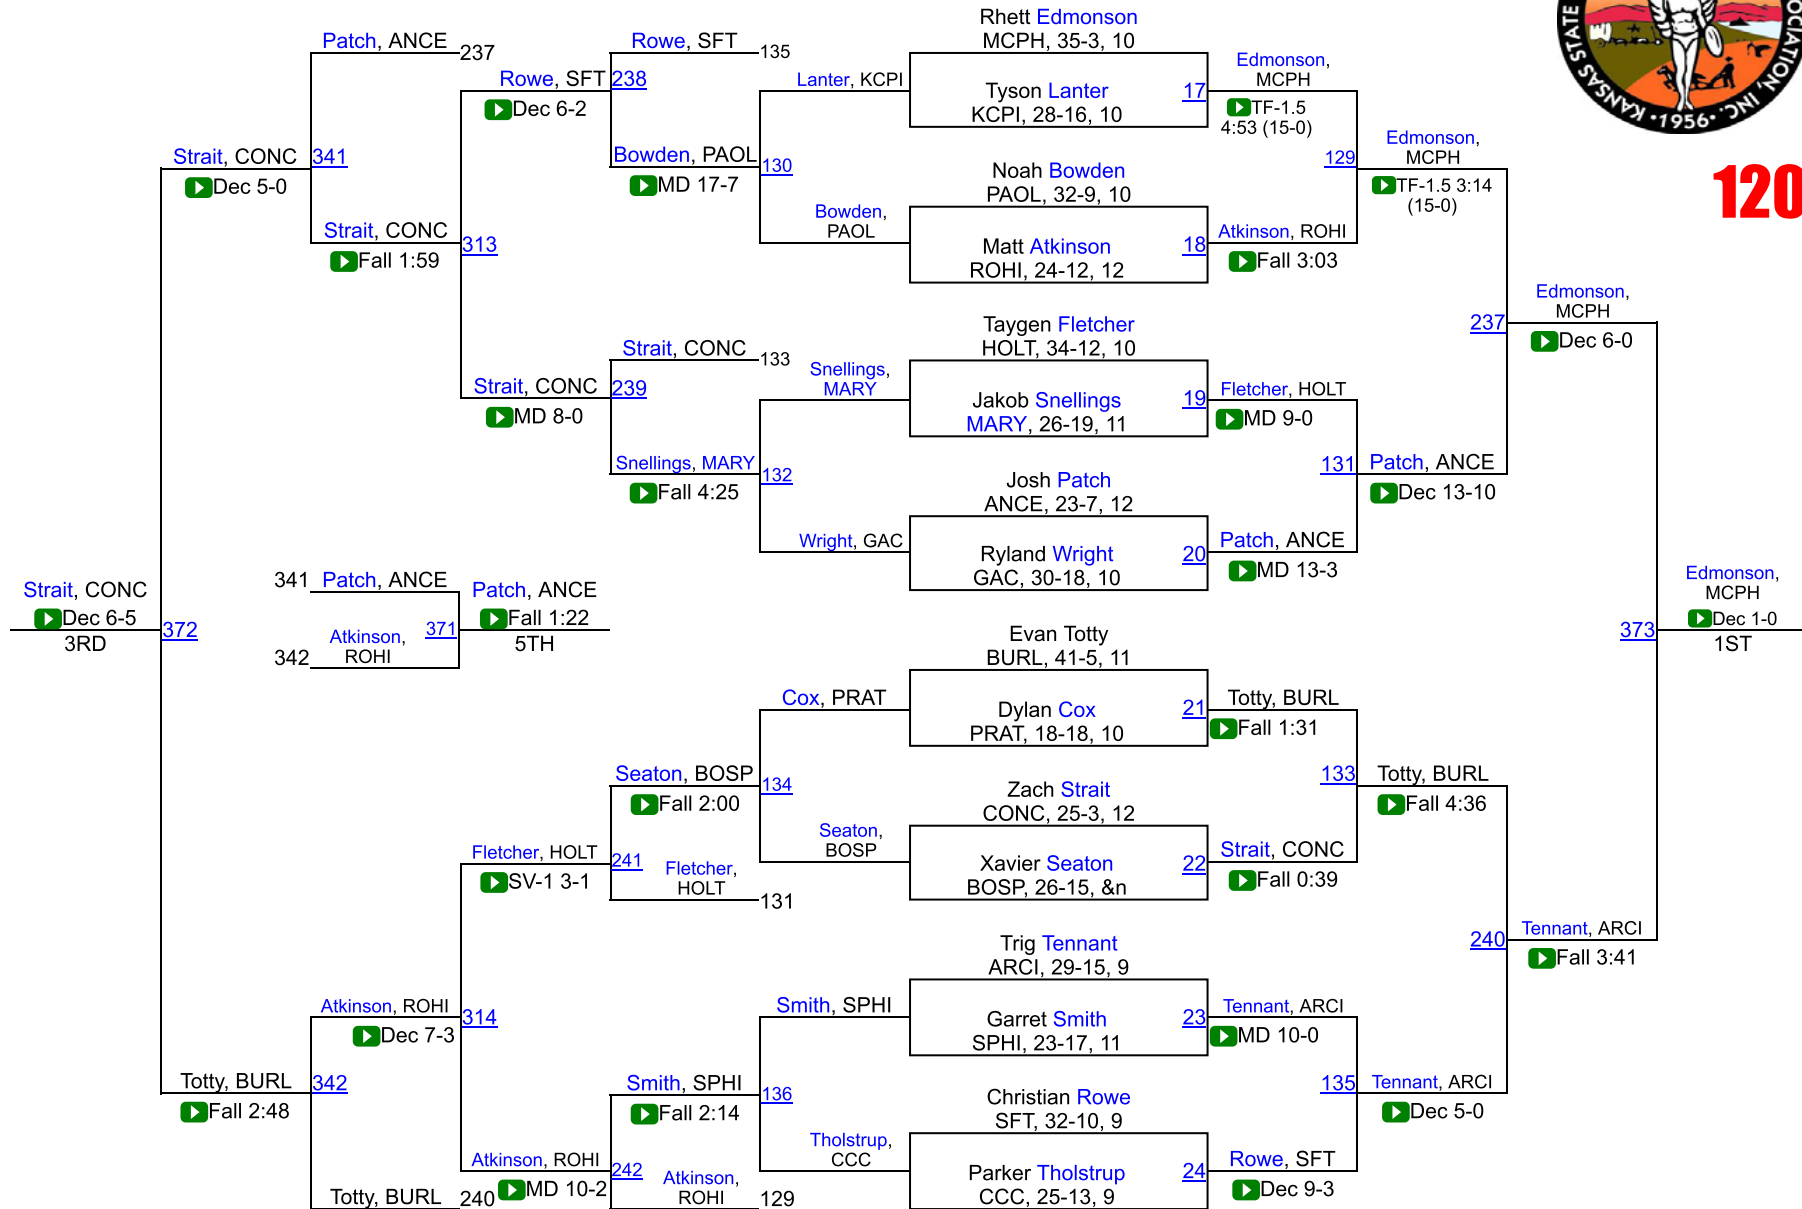 Rhett Edmonson
MCPH, 35-3, 10
Tyson Lanter
KCPI, 28-16, 10
17
Noah Bowden
PAOL, 32-9, 10
Matt Atkinson
ROHI, 24-12, 12
18
Taygen Fletcher
HOLT, 34-12, 10
Jakob Snellings
MARY, 26-19, 11
19
Josh Patch
ANCE, 23-7, 12
Ryland Wright
GAC, 30-18, 10
20
Evan Totty
BURL, 41-5, 11
Dylan Cox
PRAT, 18-18, 10
21
Zach Strait
CONC, 25-3, 12
Xavier Seaton
BOSP, 26-15, &n
22
Trig Tennant
ARCI, 29-15, 9
Garret Smith
SPHI, 23-17, 11
23
Christian Rowe
SFT, 32-10, 9
Parker Tholstrup
CCC, 25-13, 9
24
Edmonson,
MCPH
TF-1.5
4:53 (15-0)
129
Atkinson, ROHI
Fall 3:03
Fletcher, HOLT
MD 9-0
131
Patch, ANCE
MD 13-3
Totty, BURL
Fall 1:31
133
Strait, CONC
Fall 0:39
Tennant, ARCI
MD 10-0
135
Rowe, SFT
Dec 9-3
Edmonson,
MCPH
TF-1.5 3:14
(15-0)
237
Patch, ANCE
Dec 13-10
Totty, BURL
Fall 4:36
240
Tennant, ARCI
Dec 5-0
Edmonson,
MCPH
Dec 6-0
373
Tennant, ARCI
Fall 3:41
Edmonson,
MCPH
Dec 1-0
1ST
Lanter, KCPI
130
Bowden,
PAOL
Snellings,
MARY
132
Wright, GAC
Cox, PRAT
134
Seaton,
BOSP
Smith, SPHI
136
Tholstrup,
CCC
Rowe, SFT
135
238
Bowden, PAOL
MD 17-7
Strait, CONC
133
239
Snellings, MARY
Fall 4:25
Seaton, BOSP
Fall 2:00
241
Fletcher,
HOLT
131
Smith, SPHI
Fall 2:14
242
Atkinson,
ROHI
129
Rowe, SFT
Dec 6-2
313
Strait, CONC
MD 8-0
Fletcher, HOLT
SV-1 3-1
314
Atkinson, ROHI
MD 10-2
Patch, ANCE
237
341
Strait, CONC
Fall 1:59
Atkinson, ROHI
Dec 7-3
342
Totty, BURL
240
Strait, CONC
Dec 5-0
372
Totty, BURL
Fall 2:48
Strait, CONC
Dec 6-5
3RD
341
Patch, ANCE
342
Atkinson,
ROHI
371
Patch, ANCE
Fall 1:22
5TH
KANSAS STATE
OCIATION, INC.
•1956•
120